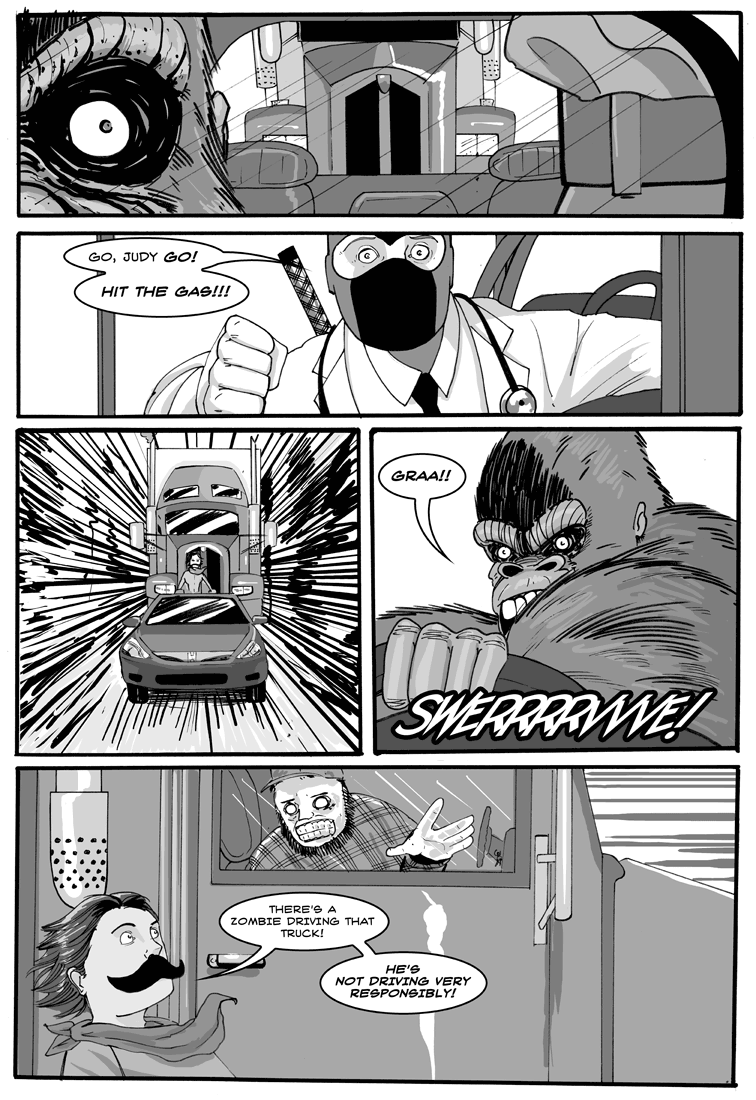 GO, JUDY GO!
HIT THE GAS!!!
GRAA!!
SWERRRRVVVE!
THERE'S A
ZOMBIE DRIVING THAT
TRUCK!
HE'S
NOT DRIVING VERY
RESPONSIBLY!